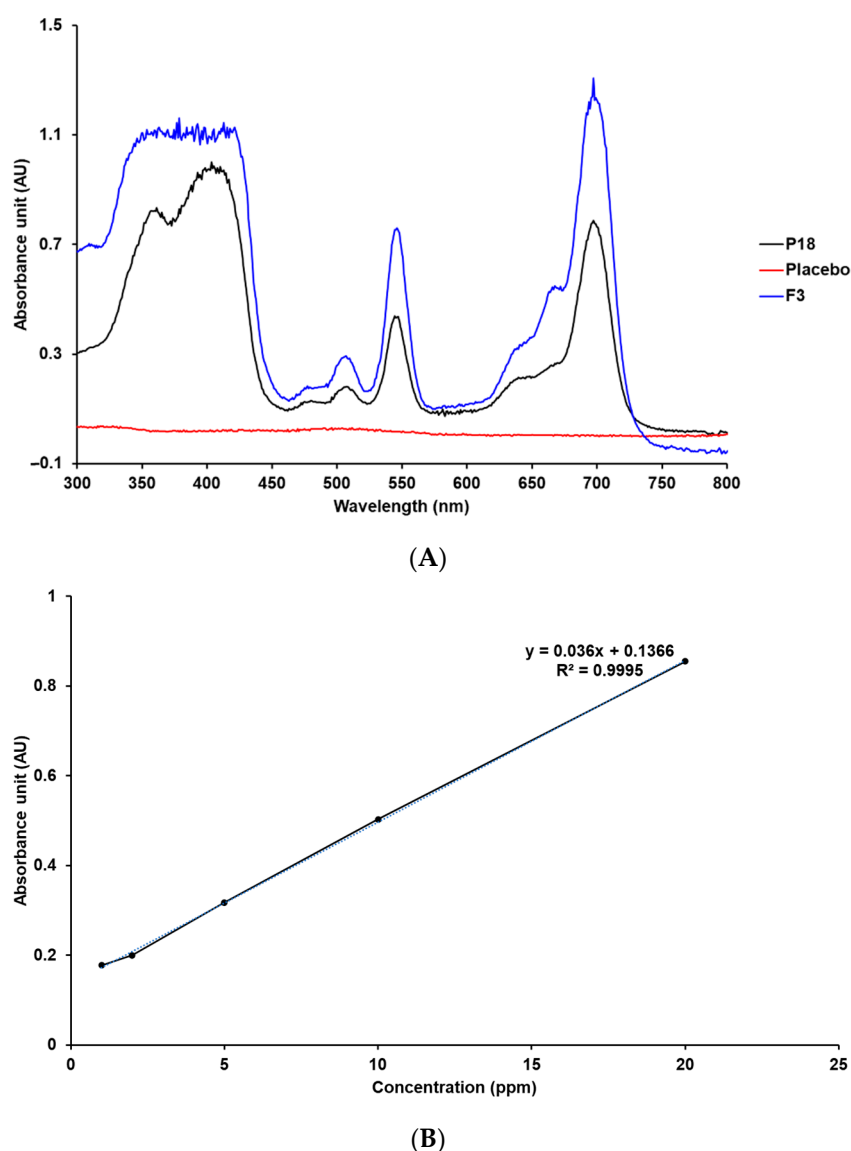 1.5
1.1
0.7
0.3
–0.1
Absorbance unit (AU)
300 350 400 450 500 550 600 650 700 750 800
Wavelength (nm)
P18
Placebo
F3
(A)
1
0.8
0.6
0.4
0.2
0
Absorbance unit (AU)
y = 0.036x + 0.1366
R² = 0.9995
0 5 10 15 20 25
Concentration (ppm)
(B)